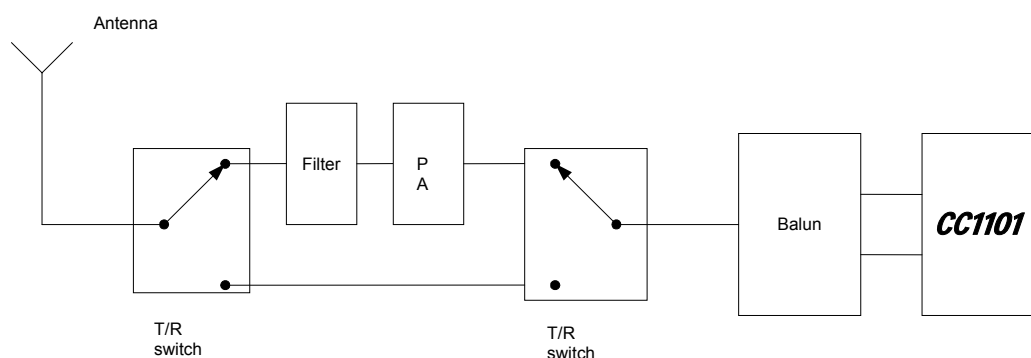 Antenna
Filter
P
A
Balun
CC1101
T/R
switch
T/R
switch